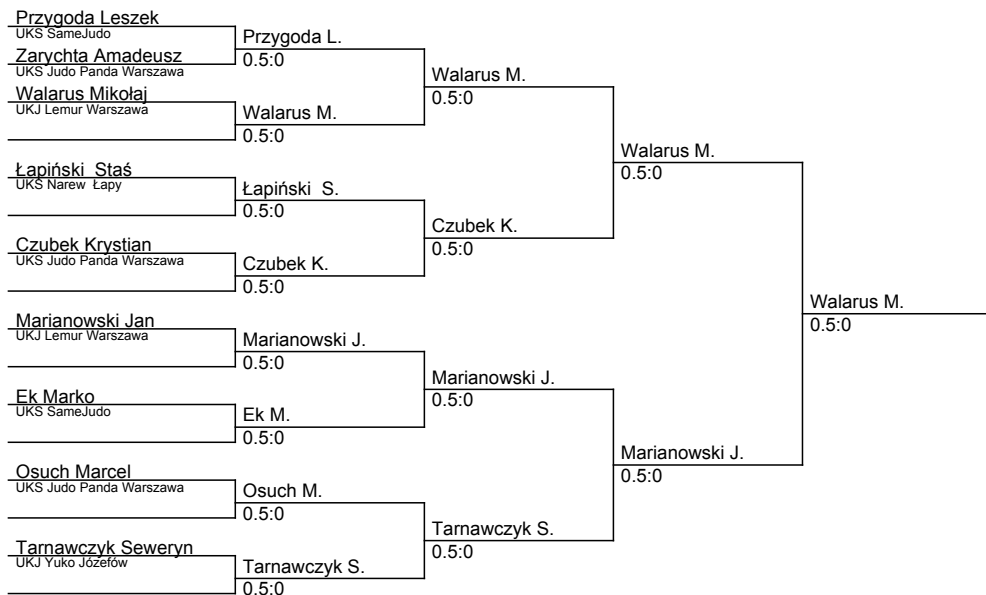 Przygoda Leszek
UKS SameJudo
Zarychta Amadeusz
UKS Judo Panda Warszawa
Walarus Mikołaj
UKJ Lemur Warszawa
Łapiński  Staś
UKS Narew  Łapy
Czubek Krystian
UKS Judo Panda Warszawa
Marianowski Jan
UKJ Lemur Warszawa
Ek Marko
UKS SameJudo
Osuch Marcel
UKS Judo Panda Warszawa
Tarnawczyk Seweryn
UKJ Yuko Józefów
Przygoda L.
0.5:0
Walarus M.
0.5:0
Łapiński  S.
0.5:0
Czubek K.
0.5:0
Marianowski J.
0.5:0
Ek M.
0.5:0
Osuch M.
0.5:0
Tarnawczyk S.
0.5:0
Walarus M.
0.5:0
Czubek K.
0.5:0
Marianowski J.
0.5:0
Tarnawczyk S.
0.5:0
Walarus M.
0.5:0
Marianowski J.
0.5:0
Walarus M.
0.5:0